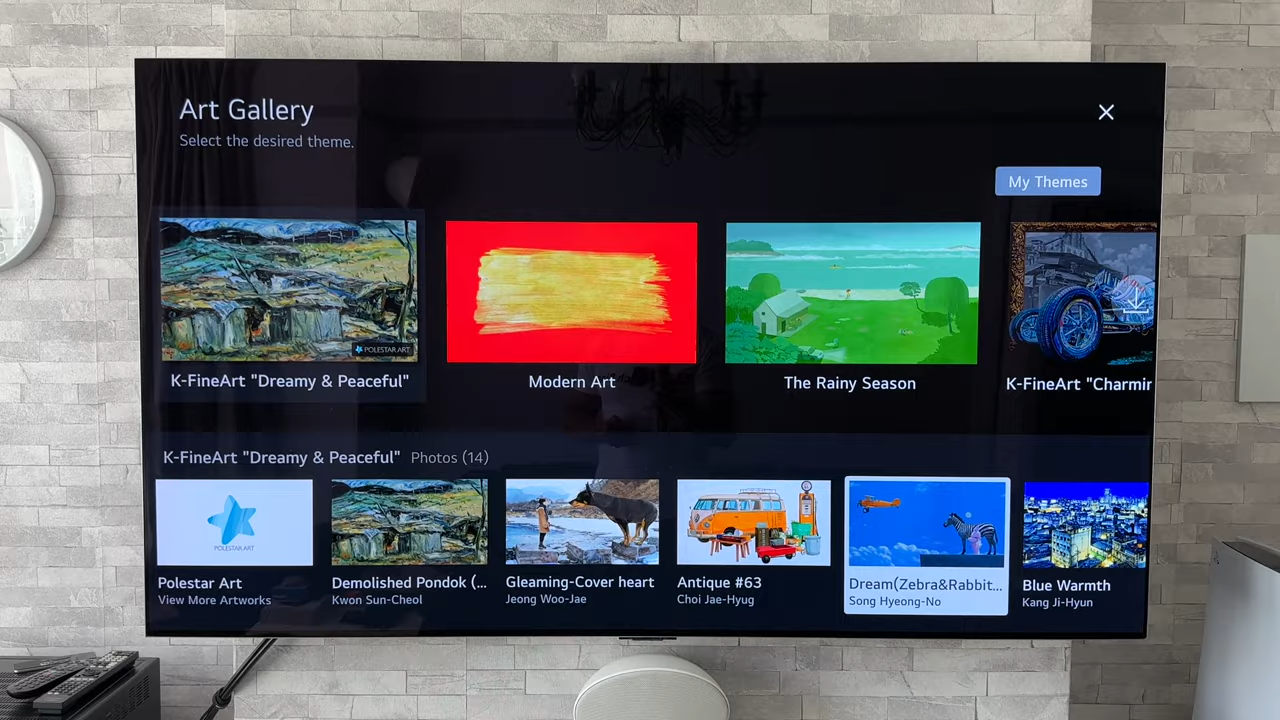 Art Gallery
Select the desired theme.
My Themes
POLESTAR ART
K-FineArt "Dreamy & Peaceful"
Modern Art
The Rainy Season
K-FineArt "Charmin
K-FineArt "Dreamy & Peaceful" Photos (14)
POLESTAR ART
Polestar Art
View More Artworks
Demolished Pondok (...
Kwon Sun-Cheol
Gleaming-Cover heart
Jeong Woo-Jae
Antique #63
Choi Jae-Hyug
Dream(Zebra&Rabbit...
Song Hyeong-No
Blue Warmth
Kang Ji-Hyun